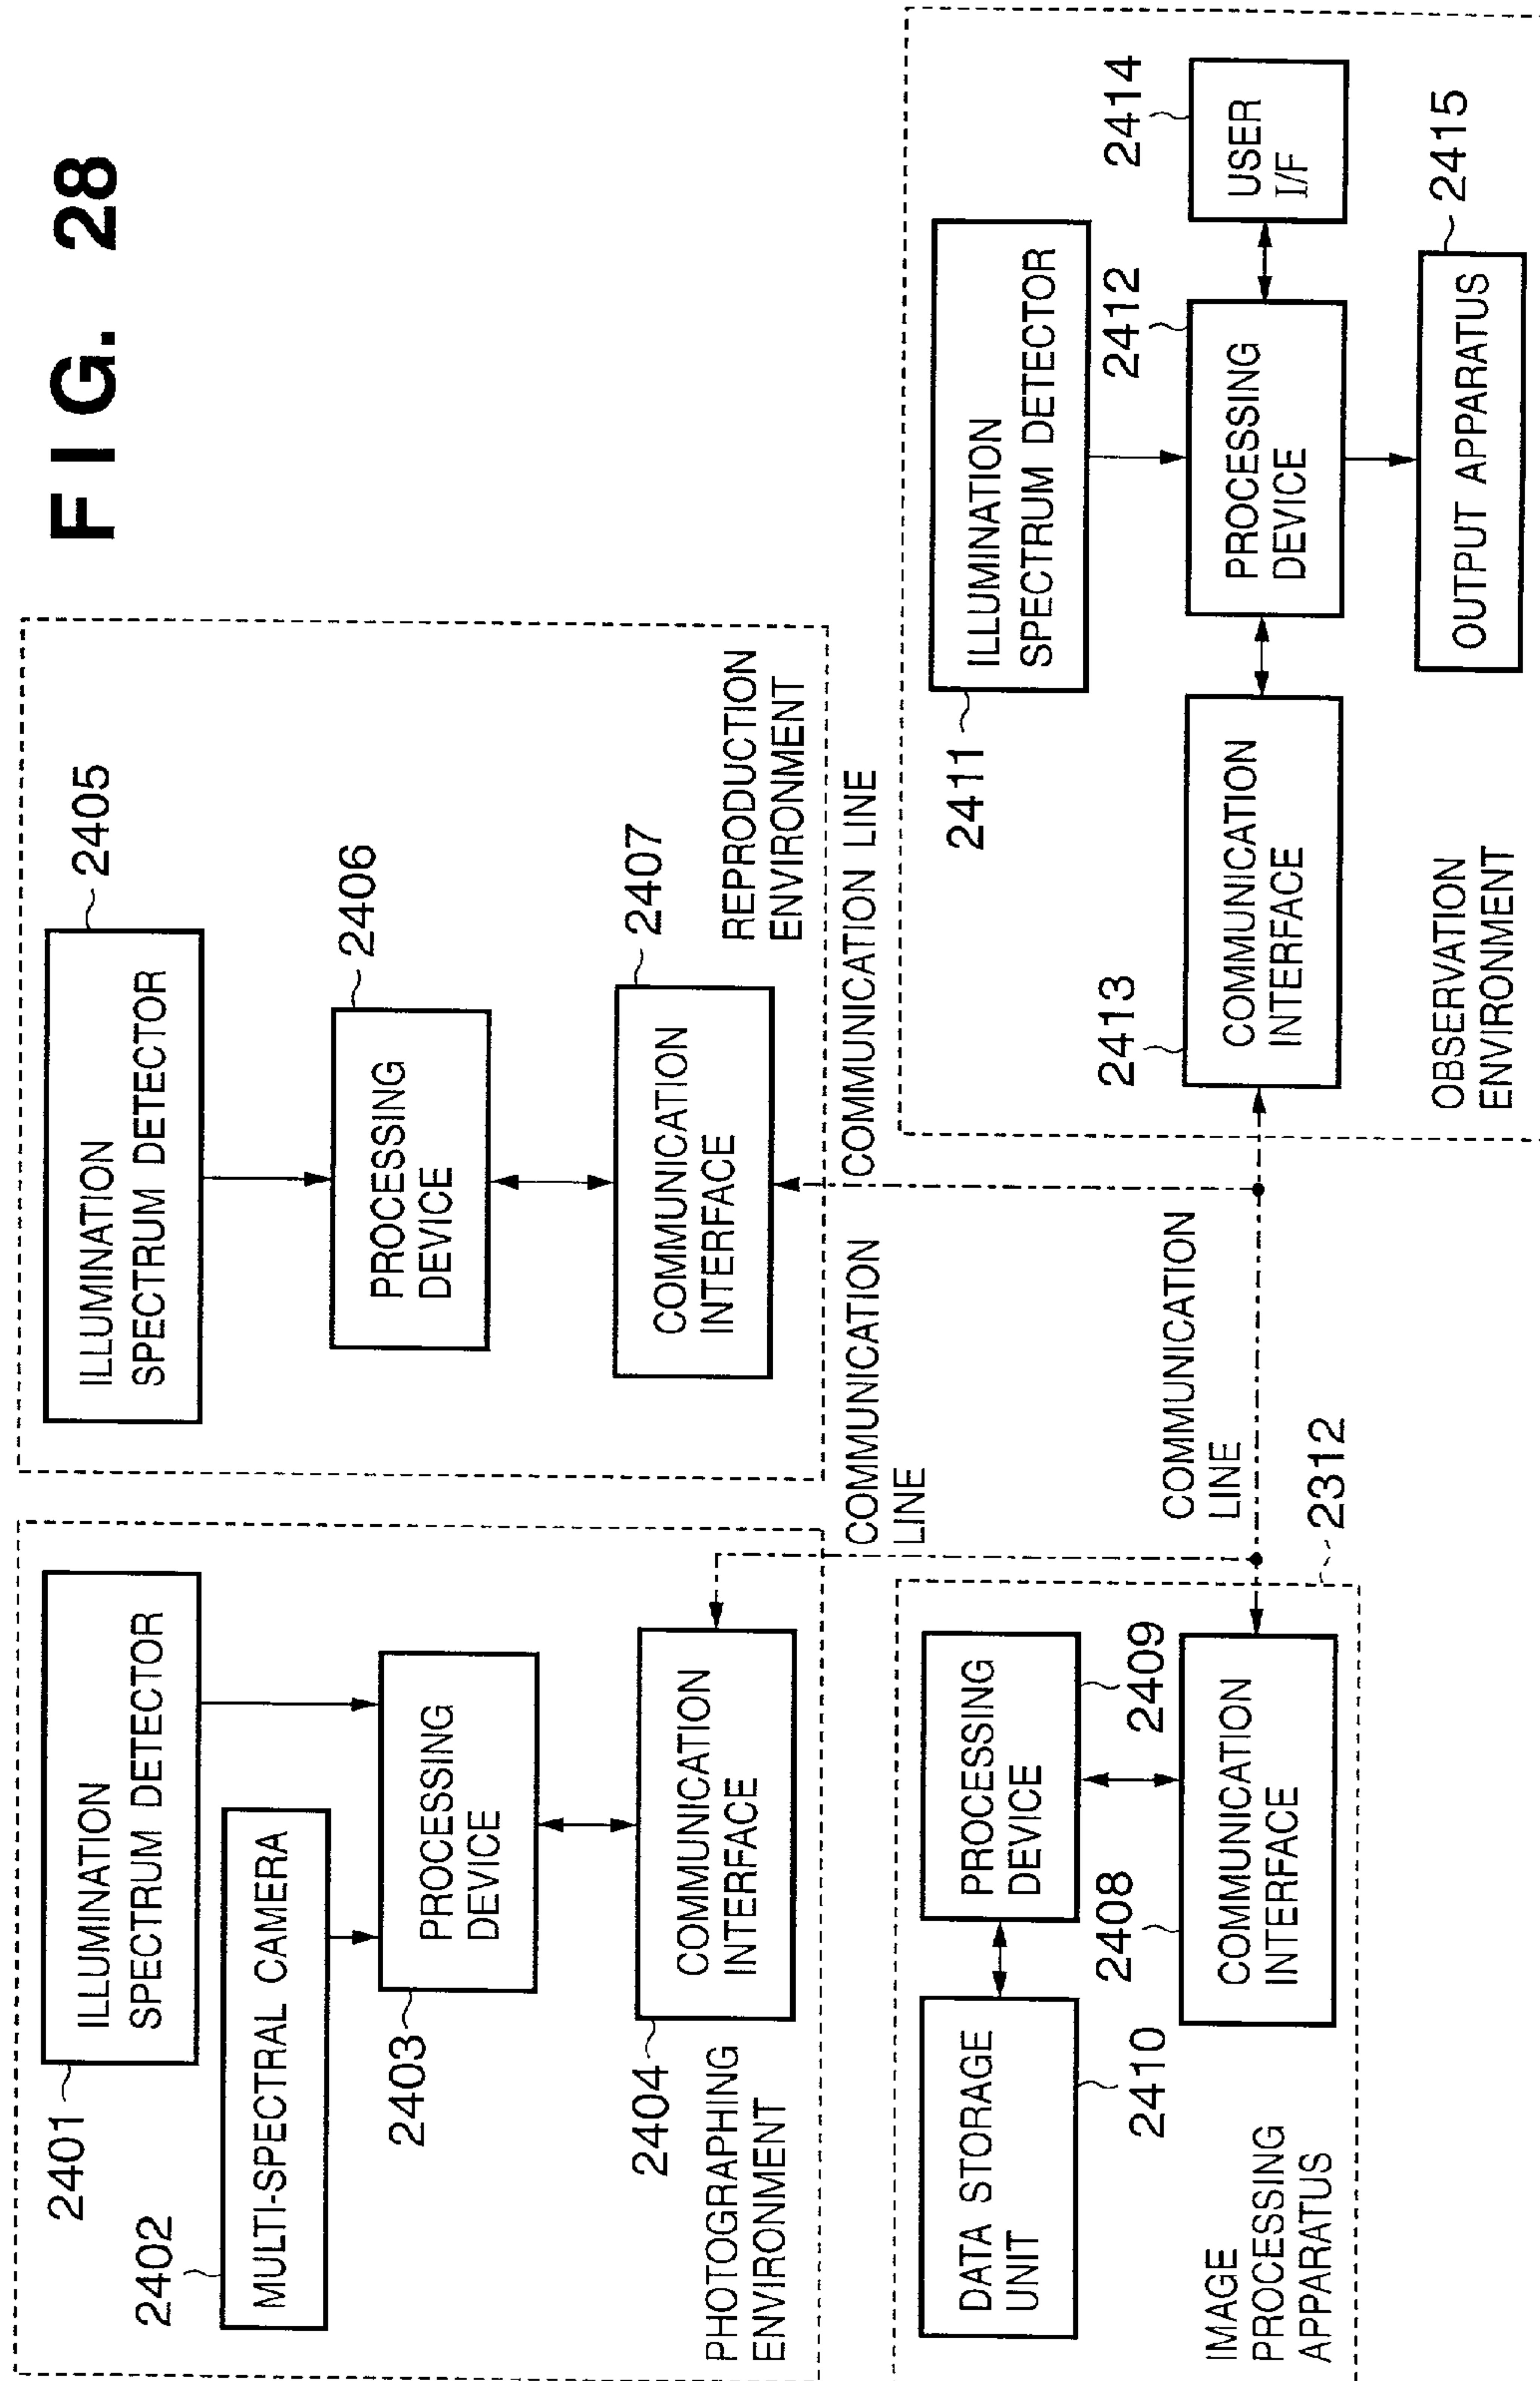 FIG. 28
2401
ILLUMINATION
SPECTRUM DETECTOR
2402
MULTI-SPECTRAL CAMERA
2403
PROCESSING
DEVICE
2404
COMMUNICATION
INTERFACE
PHOTOGRAPHING
ENVIRONMENT
ILLUMINATION
SPECTRUM DETECTOR
2405
PROCESSING
DEVICE
2406
COMMUNICATION
INTERFACE
2407
REPRODUCTION
ENVIRONMENT
COMMUNICATION
LINE
COMMUNICATION LINE
COMMUNICATION
LINE
2312
DATA STORAGE
UNIT
2410
PROCESSING
DEVICE
2409
2408
COMMUNICATION
INTERFACE
IMAGE
PROCESSING
APPARATUS
2411
ILLUMINATION
SPECTRUM DETECTOR
2413
COMMUNICATION
INTERFACE
2412
PROCESSING
DEVICE
2414
USER
I/F
OUTPUT APPARATUS
2415
OBSERVATION
ENVIRONMENT